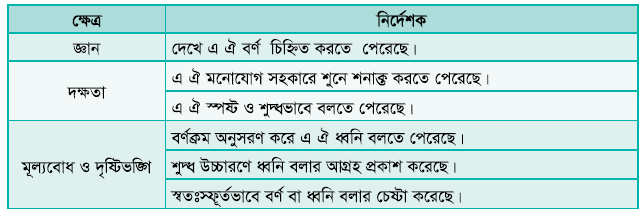 ক্ষেত্র নির্দেশক
জ্ঞান দেখে এ ঐ বর্ণ চিহ্নিত করতে পেরেছে।
দক্ষতা এ ঐ মনোযোগ সহকারে শুনে শনাক্ত করতে পেরেছে।
এ ঐ স্পষ্ট ও শুদ্ধভাবে বলতে পেরেছে।
মূল্যবোধ ও দৃষ্টিভঙ্গি বর্ণক্রম অনুসরণ করে এ ঐ ধ্বনি বলতে পেরেছে।
শুদ্ধ উচ্চারণে ধ্বনি বলার আগ্রহ প্রকাশ করেছে।
স্বতঃস্ফূর্তভাবে বর্ণ বা ধ্বনি বলার চেষ্টা করেছে।